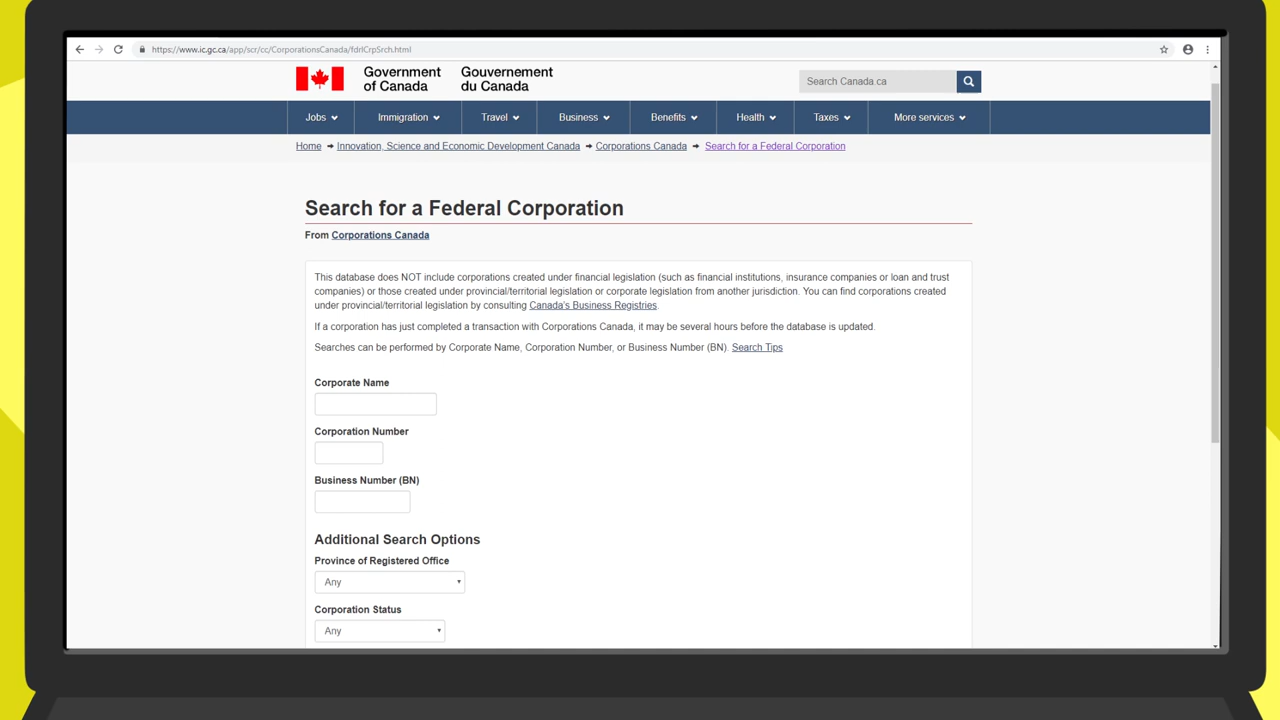 https://www.ic.gc.ca/app/scr/cc/CorporationsCanada/fdrlCrpSrch.html
Government of Canada
Gouvernement du Canada
Search Canada.ca
Jobs Immigration Travel Business Benefits Health Taxes More services
Home Innovation, Science and Economic Development Canada Corporations Canada Search for a Federal Corporation
Search for a Federal Corporation
From Corporations Canada
This database does NOT include corporations created under financial legislation (such as financial institutions, insurance companies or loan and trust
companies) or those created under provincial/territorial legislation or corporate legislation from another jurisdiction. You can find corporations created
under provincial/territorial legislation by consulting Canada's Business Registries.
If a corporation has just completed a transaction with Corporations Canada, it may be several hours before the database is updated.
Searches can be performed by Corporate Name, Corporation Number, or Business Number (BN). Search Tips
Corporate Name
Corporation Number
Business Number (BN)
Additional Search Options
Province of Registered Office
Any
Corporation Status
Any